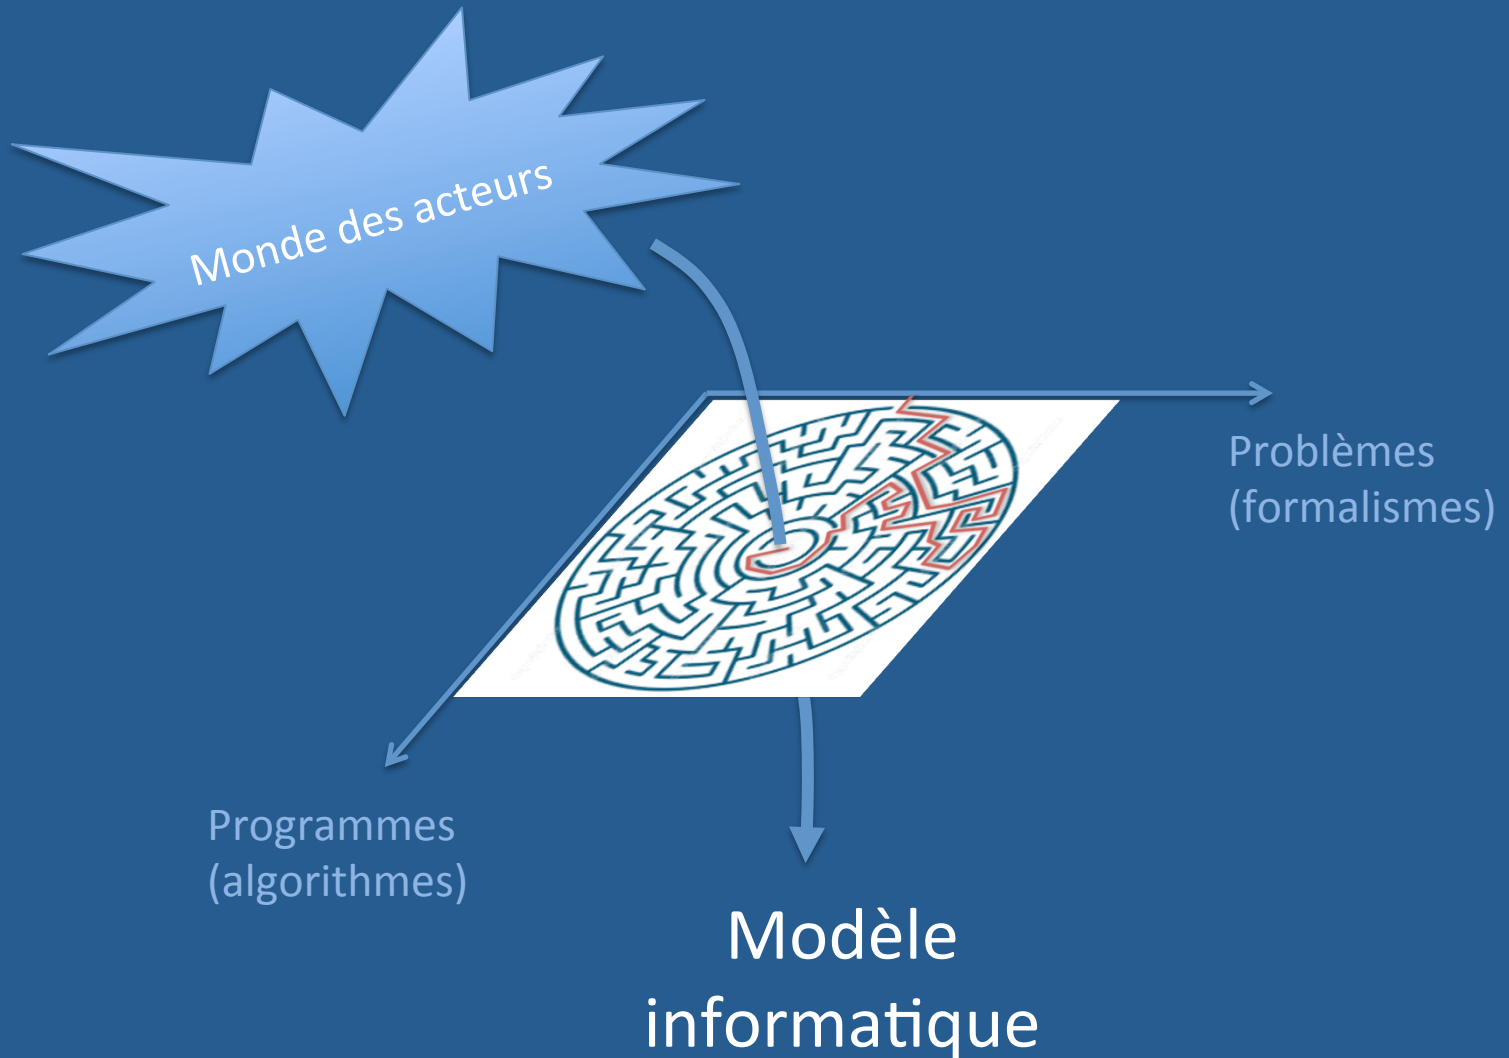 Monde des acteurs
Problèmes
(formalismes)
Programmes
(algorithmes)
Modèle
informatique